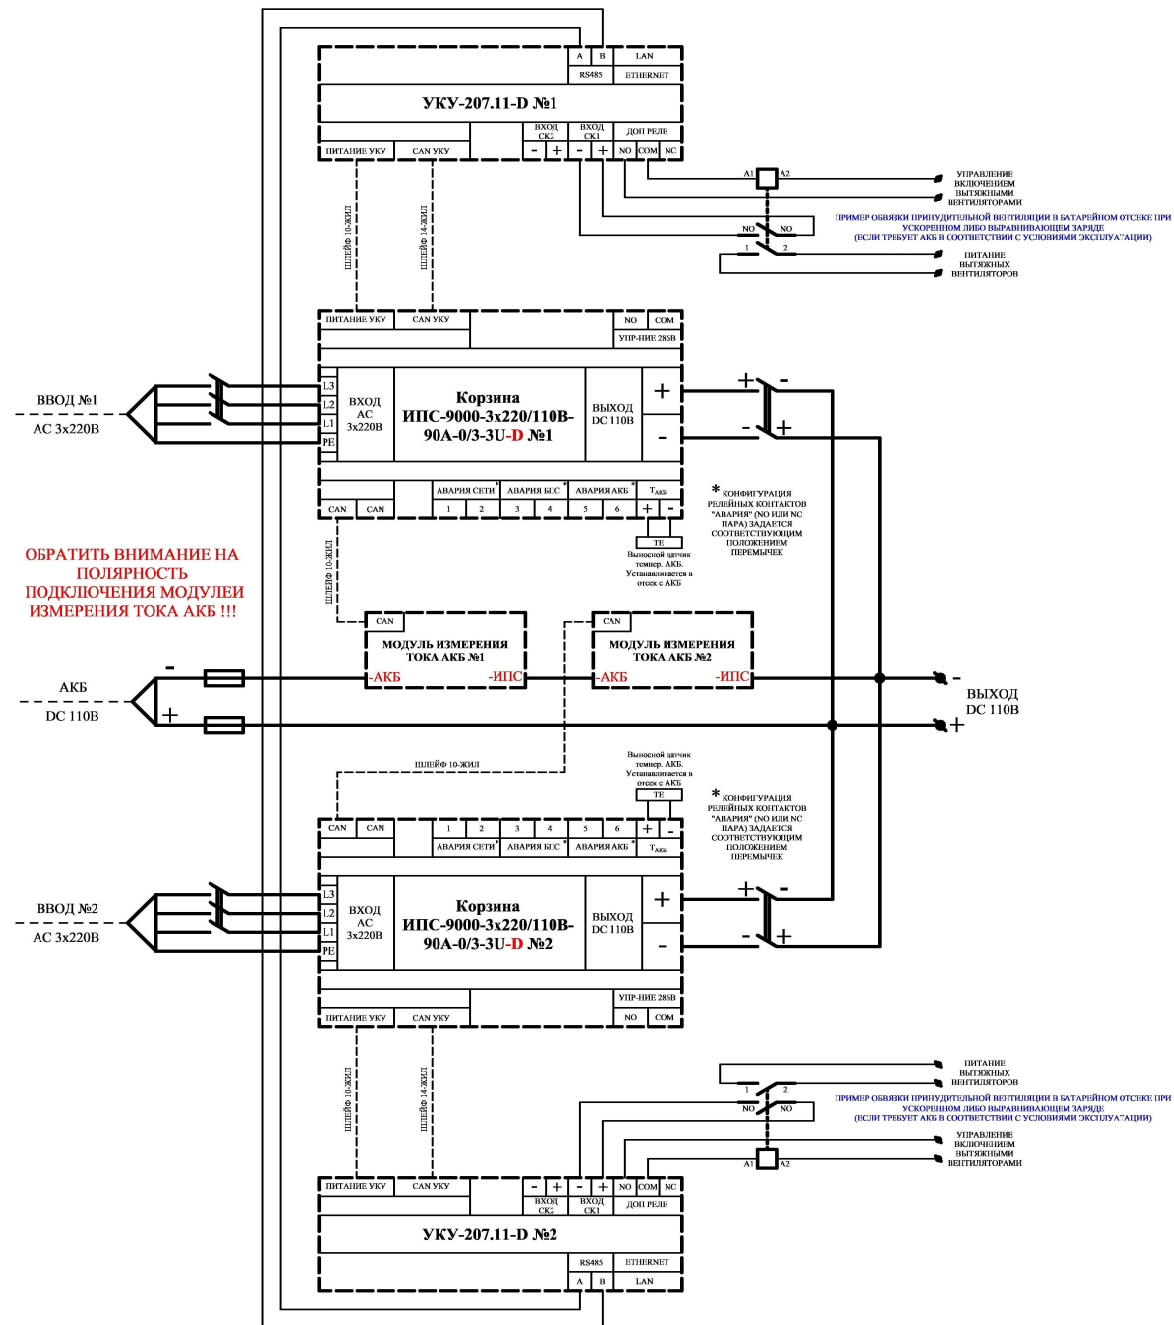 A B LAN
RS485 ETHERNET
УКУ-207.11-D №1
ВХОД СК2 ВХОД СК1 ДОП РЕЛЕ
ПИТАНИЕ УКУ CAN УКУ - + - + NO COM NC
ШЛЕЙФ 10-ЖИЛ
ШЛЕЙФ 14-ЖИЛ
A1 A2
УПРАВЛЕНИЕ
ВКЛЮЧЕНИЕМ
ВЫТЯЖНЫМИ
ВЕНТИЛЯТОРАМИ
ПРИМЕР ОБВЯЗКИ ПРИНУДИТЕЛЬНОЙ ВЕНТИЛЯЦИИ В БАТАРЕЙНОМ ОТСЕКЕ ПРИ
УСКОРЕННОМ ЛИБО ВЫРАВНИВАЮЩЕМ ЗАРЯДЕ
(ЕСЛИ ТРЕБУЕТ АКБ В СООТВЕТСТВИИ С УСЛОВИЯМИ ЭКСПЛУАТАЦИИ)
NO NO
1 2
ПИТАНИЕ
ВЫТЯЖНЫХ
ВЕНТИЛЯТОРОВ
ПИТАНИЕ УКУ CAN УКУ NO COM
УПР-НИЕ 285В
ВВОД №1
AC 3x220В
L3
L2
L1
PE
ВХОД
AC
3x220В
Корзина
ИПС-9000-3x220/110В-
90А-0/3-3U-D №1
ВЫХОД
DC 110В
+
-
+ -
- +
АВАРИЯ СЕТИ* АВАРИЯ БПС* АВАРИЯ АКБ* TАКБ
CAN CAN 1 2 3 4 5 6 + -
TE
Выносной датчик
темпер. АКБ.
Устанавливается в
отсек с АКБ
* КОНФИГУРАЦИЯ
РЕЛЕЙНЫХ КОНТАКТОВ
"АВАРИЯ" (NO ИЛИ NC
ПАРА) ЗАДАЕТСЯ
СООТВЕТСТВУЮЩИМ
ПОЛОЖЕНИЕМ
ПЕРЕМЫЧЕК
ШЛЕЙФ 10-ЖИЛ
ОБРАТИТЬ ВНИМАНИЕ НА
ПОЛЯРНОСТЬ
ПОДКЛЮЧЕНИЯ МОДУЛЕЙ
ИЗМЕРЕНИЯ ТОКА АКБ !!!
CAN
МОДУЛЬ ИЗМЕРЕНИЯ
ТОКА АКБ №1
-АКБ -ИПС
CAN
МОДУЛЬ ИЗМЕРЕНИЯ
ТОКА АКБ №2
-АКБ -ИПС
АКБ
DC 110В
-
+
-
ВЫХОД
DC 110В
+
ШЛЕЙФ 10-ЖИЛ
Выносной датчик
темпер. АКБ.
Устанавливается в
отсек с АКБ
TE
* КОНФИГУРАЦИЯ
РЕЛЕЙНЫХ КОНТАКТОВ
"АВАРИЯ" (NO ИЛИ NC
ПАРА) ЗАДАЕТСЯ
СООТВЕТСТВУЮЩИМ
ПОЛОЖЕНИЕМ
ПЕРЕМЫЧЕК
CAN CAN 1 2 3 4 5 6 + -
АВАРИЯ СЕТИ* АВАРИЯ БПС* АВАРИЯ АКБ* TАКБ
ВВОД №2
AC 3x220В
L3
L2
L1
PE
ВХОД
AC
3x220В
Корзина
ИПС-9000-3x220/110В-
90А-0/3-3U-D №2
ВЫХОД
DC 110В
+
-
+ -
- +
УПР-НИЕ 285В
ПИТАНИЕ УКУ CAN УКУ NO COM
ШЛЕЙФ 10-ЖИЛ
ШЛЕЙФ 14-ЖИЛ
ПИТАНИЕ
ВЫТЯЖНЫХ
ВЕНТИЛЯТОРОВ
1 2
NO NO
ПРИМЕР ОБВЯЗКИ ПРИНУДИТЕЛЬНОЙ ВЕНТИЛЯЦИИ В БАТАРЕЙНОМ ОТСЕКЕ ПРИ
УСКОРЕННОМ ЛИБО ВЫРАВНИВАЮЩЕМ ЗАРЯДЕ
(ЕСЛИ ТРЕБУЕТ АКБ В СООТВЕТСТВИИ С УСЛОВИЯМИ ЭКСПЛУАТАЦИИ)
УПРАВЛЕНИЕ
ВКЛЮЧЕНИЕМ
ВЫТЯЖНЫМИ
ВЕНТИЛЯТОРАМИ
A1 A2
ПИТАНИЕ УКУ CAN УКУ - + - + NO COM NC
ВХОД СК2 ВХОД СК1 ДОП РЕЛЕ
УКУ-207.11-D №2
RS485 ETHERNET
A B LAN